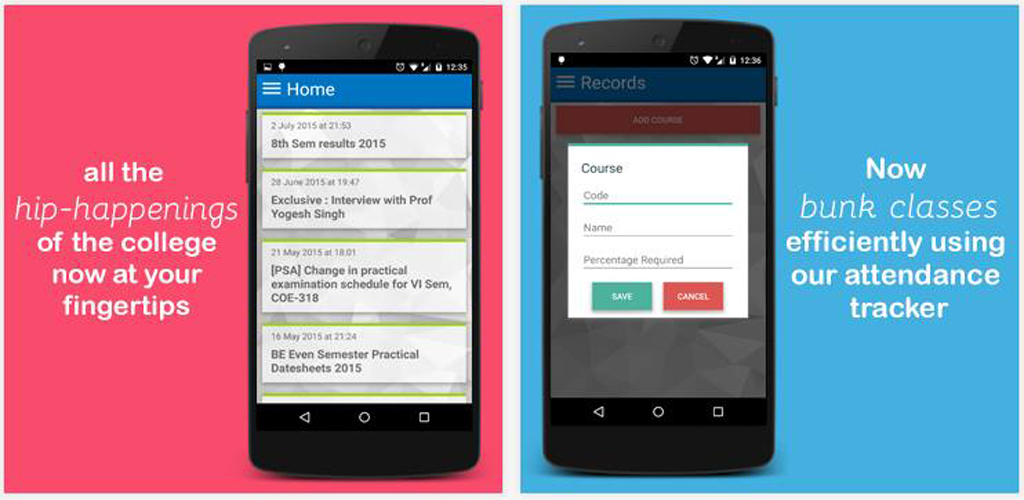 all the
hip-happenings
of the college
now at your
fingertips
12:35
Home
2 July 2015 at 21:53
8th Sem results 2015
28 June 2015 at 19:47
Exclusive : Interview with Prof
Yogesh Singh
21 May 2015 at 18:01
[PSA] Change in practical
examination schedule for VI Sem,
COE-318
16 May 2015 at 21:24
BE Even Semester Practical
Datesheets 2015
12:36
Records
ADD COURSE
Course
Code
Name
Percentage Required
SAVE CANCEL
Now
bunk classes
efficiently using
our attendance
tracker